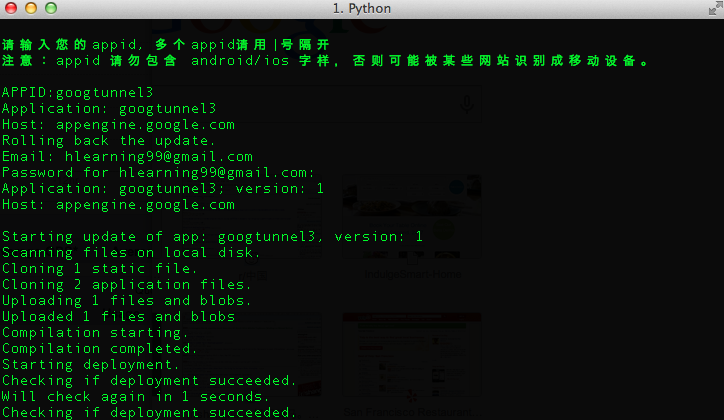 1. Python
请输入您的appid, 多个appid请用|号隔开
注意：appid 请勿包含 android/ios 字样, 否则可能被某些网站识别成移动设备。
APPID:googtunnel3
Application: googtunnel3
Host: appengine.google.com
Rolling back the update.
Email: hlearning99@gmail.com
Password for hlearning99@gmail.com:
Application: googtunnel3; version: 1
Host: appengine.google.com
Starting update of app: googtunnel3, version: 1
Scanning files on local disk.
Cloning 1 static file.
Cloning 2 application files.
Uploading 1 files and blobs.
Uploaded 1 files and blobs
Compilation starting.
Compilation completed.
Starting deployment.
Checking if deployment succeeded.
Will check again in 1 seconds.
Checking if deployment succeeded.